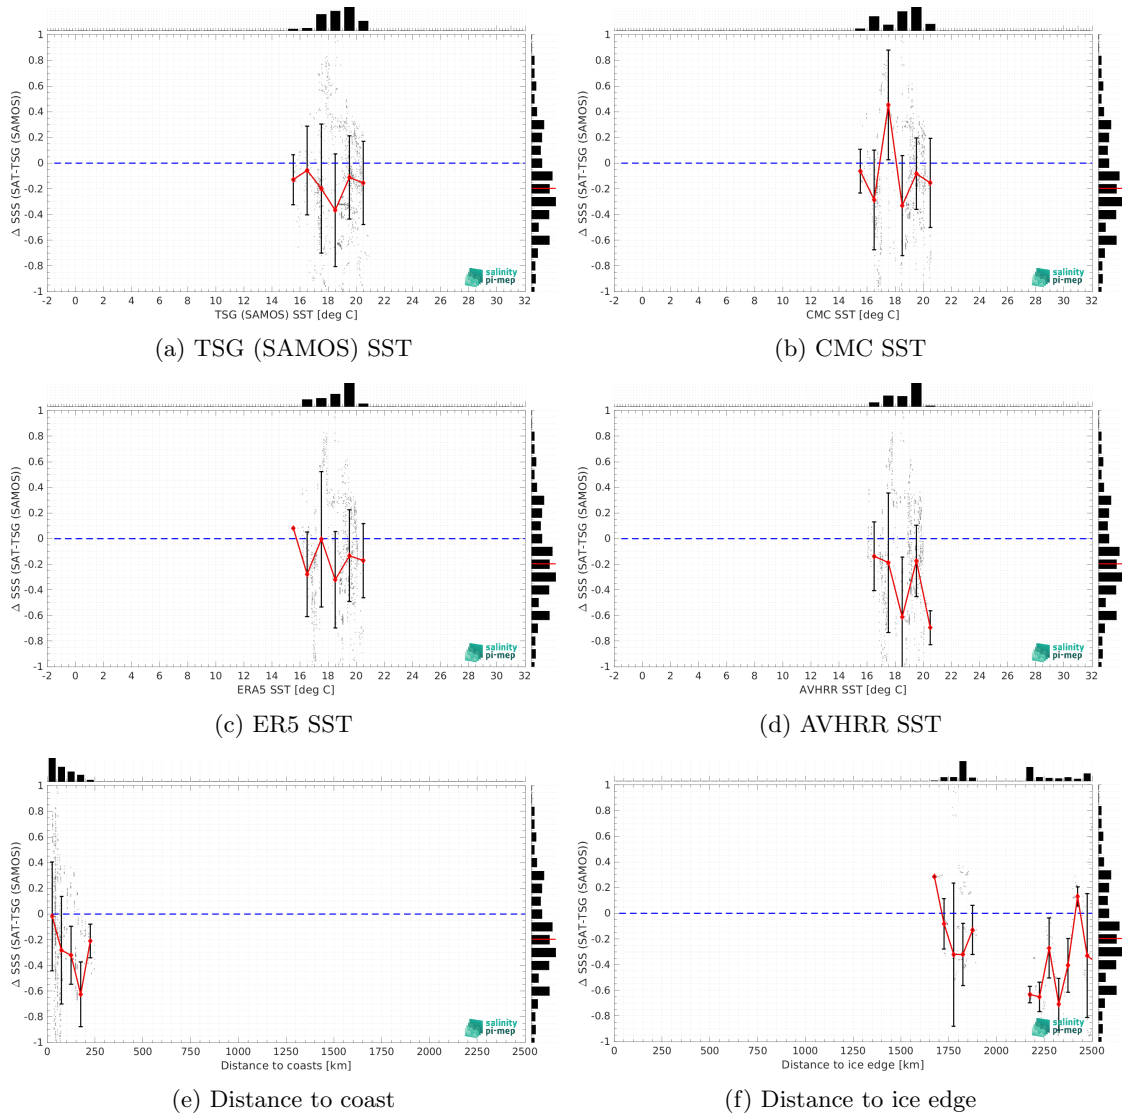 1
0.8
0.6
0.4
0.2
0
-0.2
-0.4
-0.6
-0.8
-1
Δ SSS (SAT-TSG (SAMOS))
salinity
pi-mep
-2 0 2 4 6 8 10 12 14 16 18 20 22 24 26 28 30 32
TSG (SAMOS) SST [deg C]
(a) TSG (SAMOS) SST
1
0.8
0.6
0.4
0.2
0
-0.2
-0.4
-0.6
-0.8
-1
Δ SSS (SAT-TSG (SAMOS))
salinity
pi-mep
-2 0 2 4 6 8 10 12 14 16 18 20 22 24 26 28 30 32
CMC SST [deg C]
(b) CMC SST
1
0.8
0.6
0.4
0.2
0
-0.2
-0.4
-0.6
-0.8
-1
Δ SSS (SAT-TSG (SAMOS))
salinity
pi-mep
-2 0 2 4 6 8 10 12 14 16 18 20 22 24 26 28 30 32
ERA5 SST [deg C]
(c) ER5 SST
1
0.8
0.6
0.4
0.2
0
-0.2
-0.4
-0.6
-0.8
-1
Δ SSS (SAT-TSG (SAMOS))
salinity
pi-mep
-2 0 2 4 6 8 10 12 14 16 18 20 22 24 26 28 30 32
AVHRR SST [deg C]
(d) AVHRR SST
1
0.8
0.6
0.4
0.2
0
-0.2
-0.4
-0.6
-0.8
-1
Δ SSS (SAT-TSG (SAMOS))
salinity
pi-mep
0 250 500 750 1000 1250 1500 1750 2000 2250 2500
Distance to coasts [km]
(e) Distance to coast
1
0.8
0.6
0.4
0.2
0
-0.2
-0.4
-0.6
-0.8
-1
Δ SSS (SAT-TSG (SAMOS))
salinity
pi-mep
0 250 500 750 1000 1250 1500 1750 2000 2250 2500
Distance to ice edge [km]
(f) Distance to ice edge